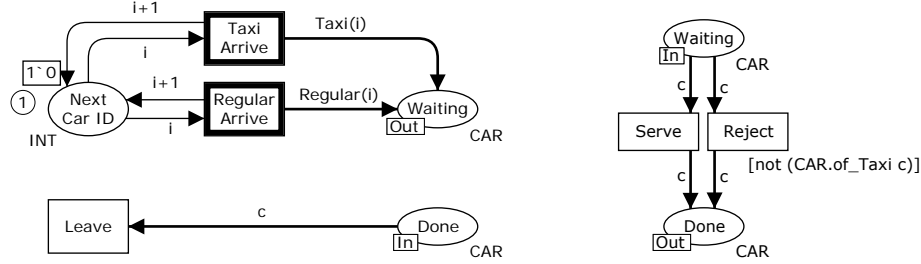 i+1
Taxi
Arrive
Taxi(i)
i
1`0
1
Next
Car ID
INT
i+1
i
Regular
Arrive
Regular(i)
Waiting
Out
CAR
Leave
c
Done
In
CAR
Waiting
In
CAR
c
c
Serve
Reject
[not (CAR.of_Taxi c)]
c
c
Done
Out
CAR